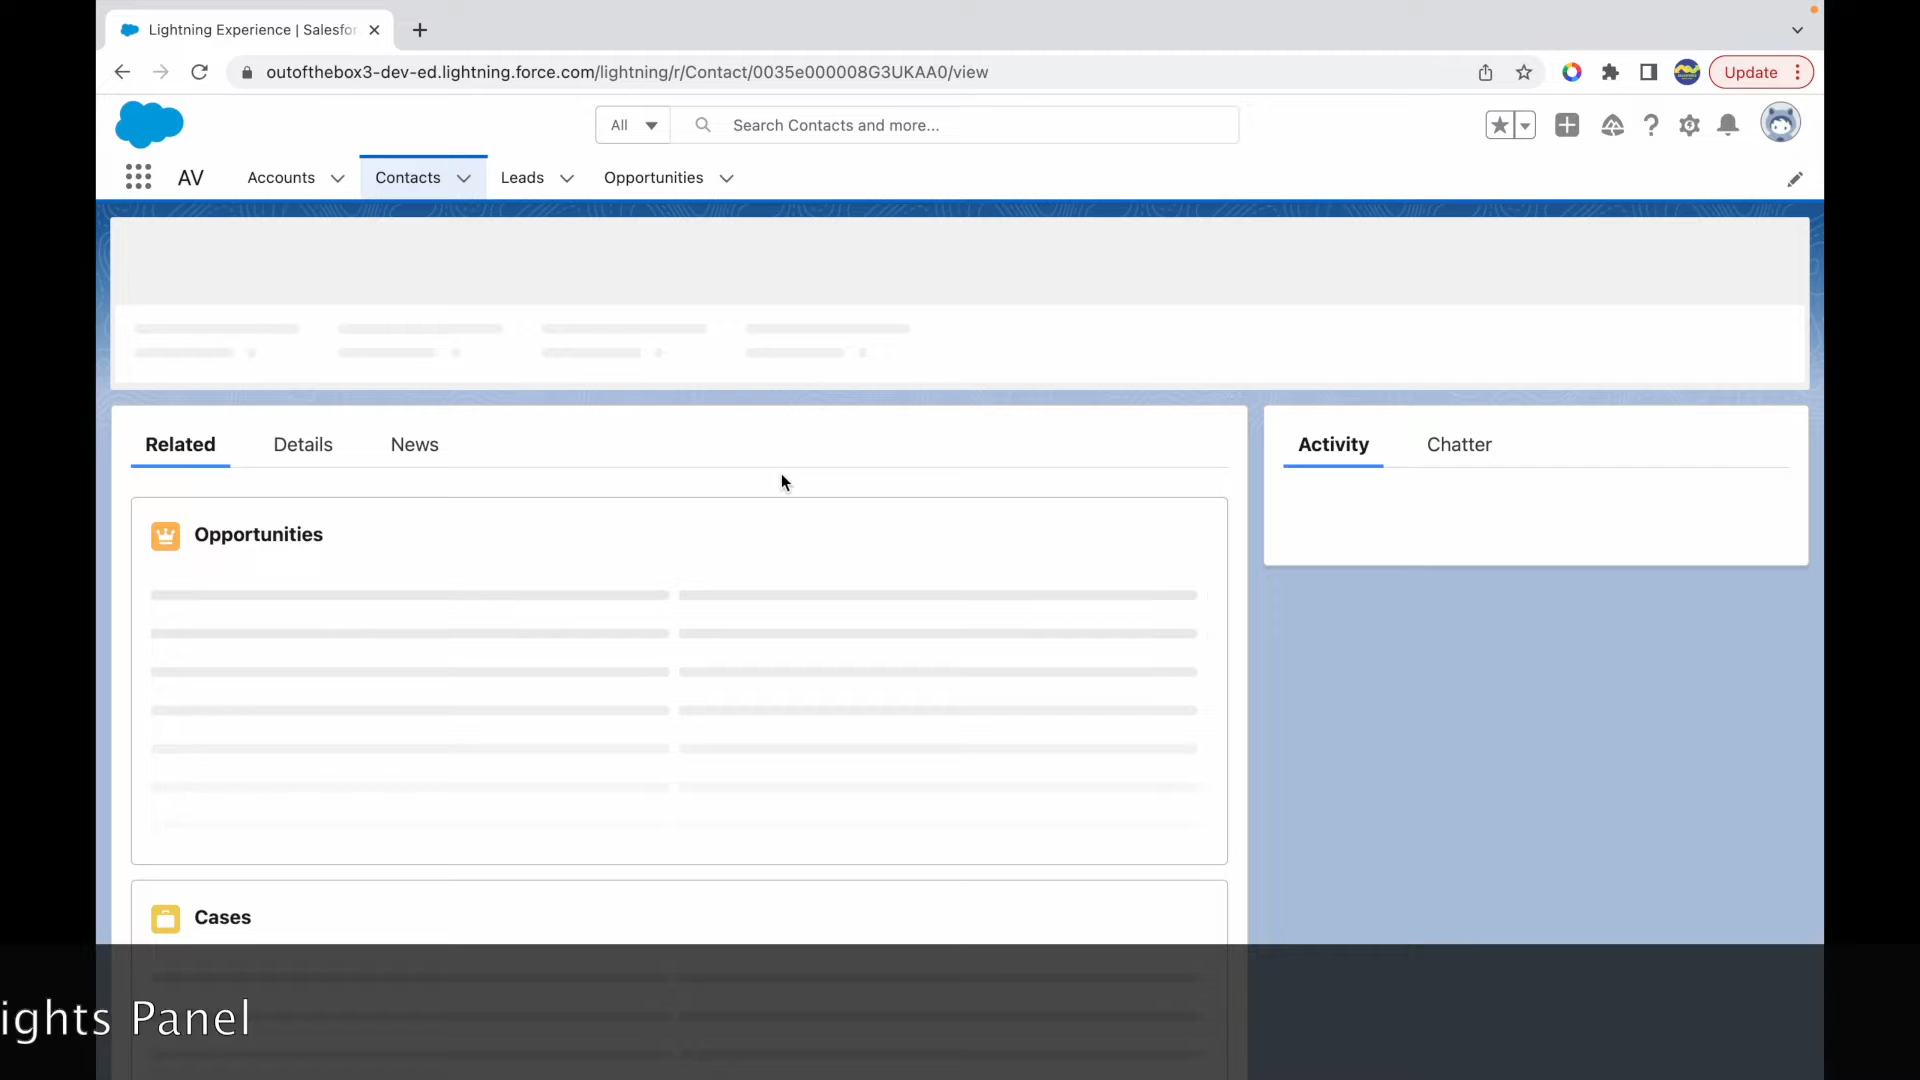 Lightning Experience | Salesfor
outofthebox3-dev-ed.lightning.force.com/lightning/r/Contact/0035e000008G3UKAA0/view
Update
All
Search Contacts and more...
AV
Accounts
Contacts
Leads
Opportunities
Related
Details
News
Activity
Chatter
Opportunities
Cases
ights Panel